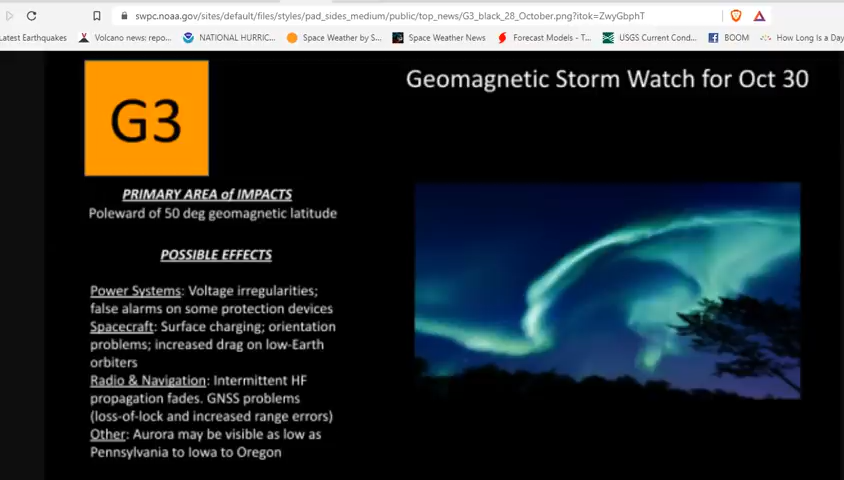 swpc.noaa.gov/sites/default/files/styles/pad_sides_medium/public/top_news/G3_black_28_October.png?itok=ZwyGbphT
Latest Earthquakes
Volcano news: repo...
NATIONAL HURRIC...
Space Weather by S...
Space Weather News
Forecast Models - T...
USGS Current Cond...
BOOM
How Long Is a Day
G3
Geomagnetic Storm Watch for Oct 30
PRIMARY AREA of IMPACTS
Poleward of 50 deg geomagnetic latitude
POSSIBLE EFFECTS
Power Systems: Voltage irregularities;
false alarms on some protection devices
Spacecraft: Surface charging; orientation
problems; increased drag on low-Earth
orbiters
Radio & Navigation: Intermittent HF
propagation fades. GNSS problems
(loss-of-lock and increased range errors)
Other: Aurora may be visible as low as
Pennsylvania to Iowa to Oregon